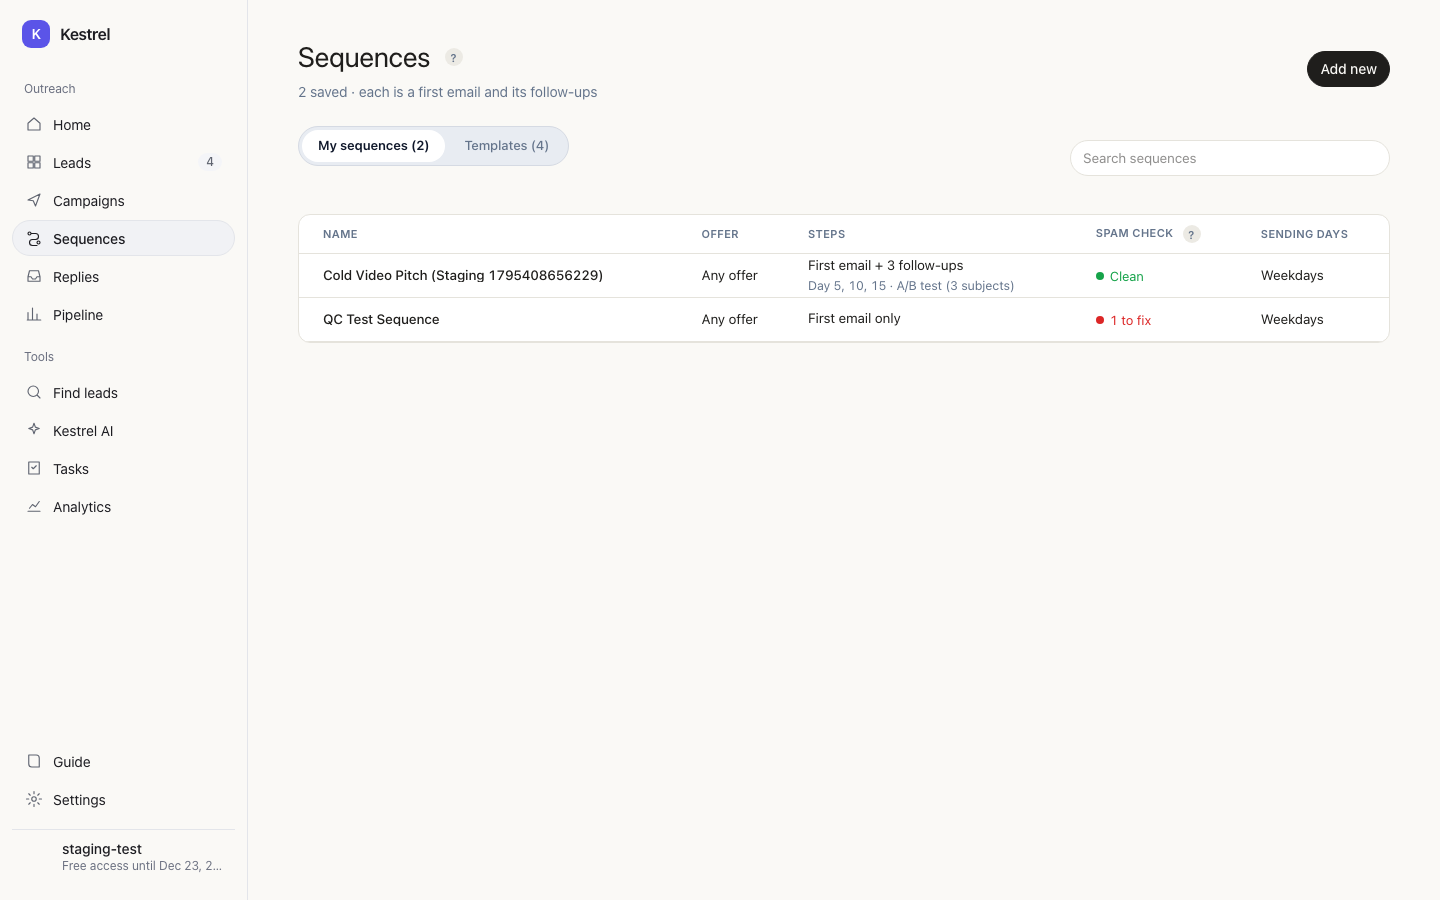 K Kestrel
Outreach
Home
Leads 4
Campaigns
Sequences
Replies
Pipeline
Tools
Find leads
Kestrel AI
Tasks
Analytics
Guide
Settings
staging-test
Free access until Dec 23, 2...
Sequences ?
2 saved · each is a first email and its follow-ups
Add new
My sequences (2) Templates (4)
Search sequences
NAME OFFER STEPS SPAM CHECK ? SENDING DAYS
Cold Video Pitch (Staging 1795408656229) Any offer First email + 3 follow-ups Clean Weekdays
Day 5, 10, 15 · A/B test (3 subjects)
QC Test Sequence Any offer First email only 1 to fix Weekdays